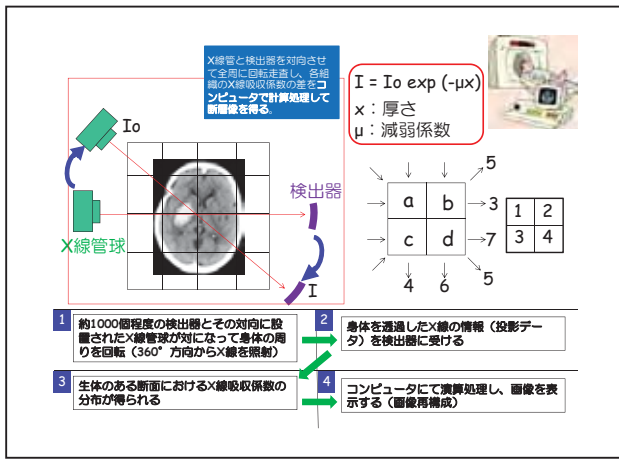 X線管と検出器を対向させ
て全周に回転走査し、各組
織のX線吸収係数の差をコ
ンピュータで計算処理して
断層像を得る。
I = Io exp (-μx)
x：厚さ
μ：減弱係数
Io
検出器
X線管球
I
5
a b 3
c d 7
4 6 5
1 2
3 4
1
約1000個程度の検出器とその対向に設
置されたX線管球が対になって身体の周
りを回転（360°方向からX線を照射）
2
身体を透過したX線の情報（投影デー
タ）を検出器に受ける
3
生体のある断面におけるX線吸収係数の
分布が得られる
4
コンピュータにて演算処理し、画像を表
示する（画像再構成）